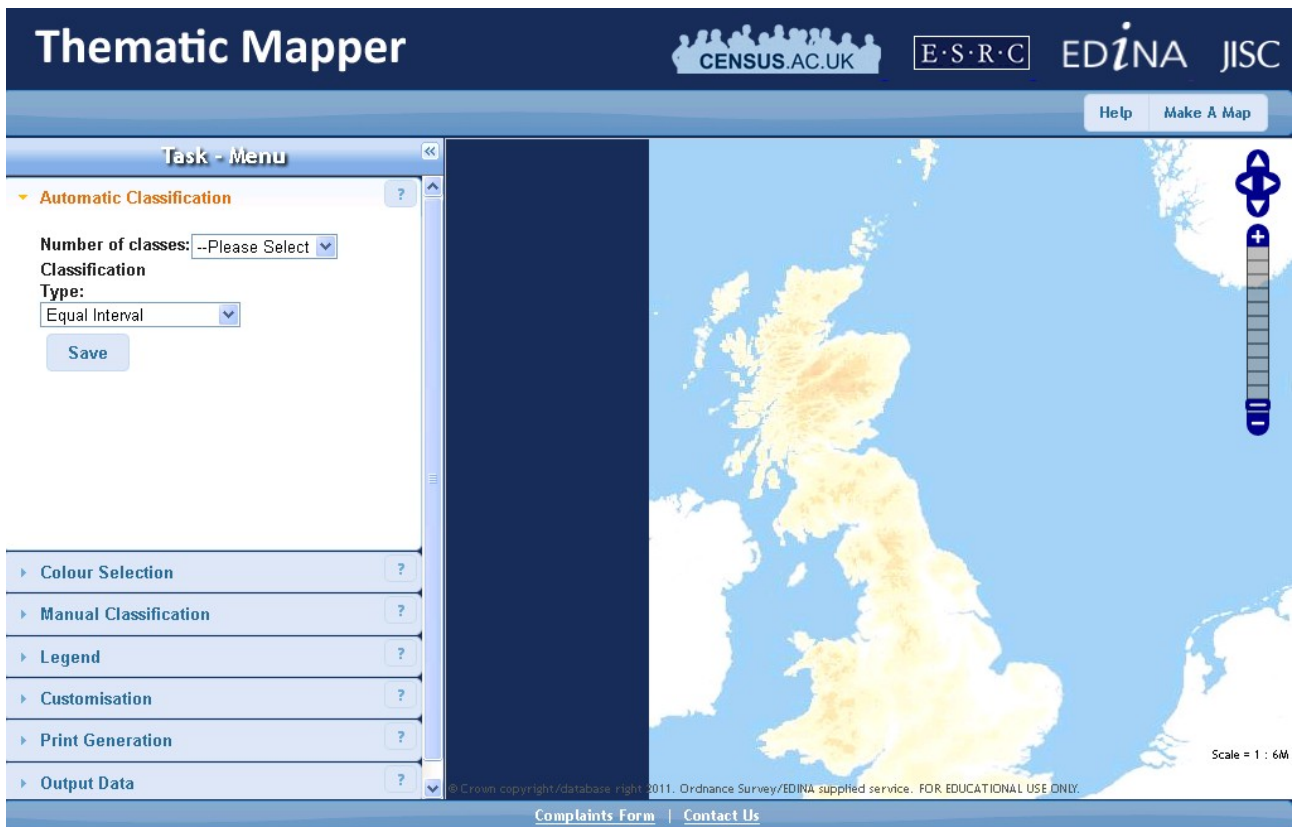 Thematic Mapper
CENSUS.AC.UK
E·S·R·C
EDINA
JISC
Help
Make A Map
Task - Menu
«
Automatic Classification
?
Number of classes: --Please Select
Classification
Type:
Equal Interval
Save
Colour Selection
?
Manual Classification
?
Legend
?
Customisation
?
Print Generation
?
Output Data
?
+
−
Scale = 1 : 6M
© Crown copyright/database right 2011. Ordnance Survey/EDINA supplied service. FOR EDUCATIONAL USE ONLY.
Complaints Form | Contact Us